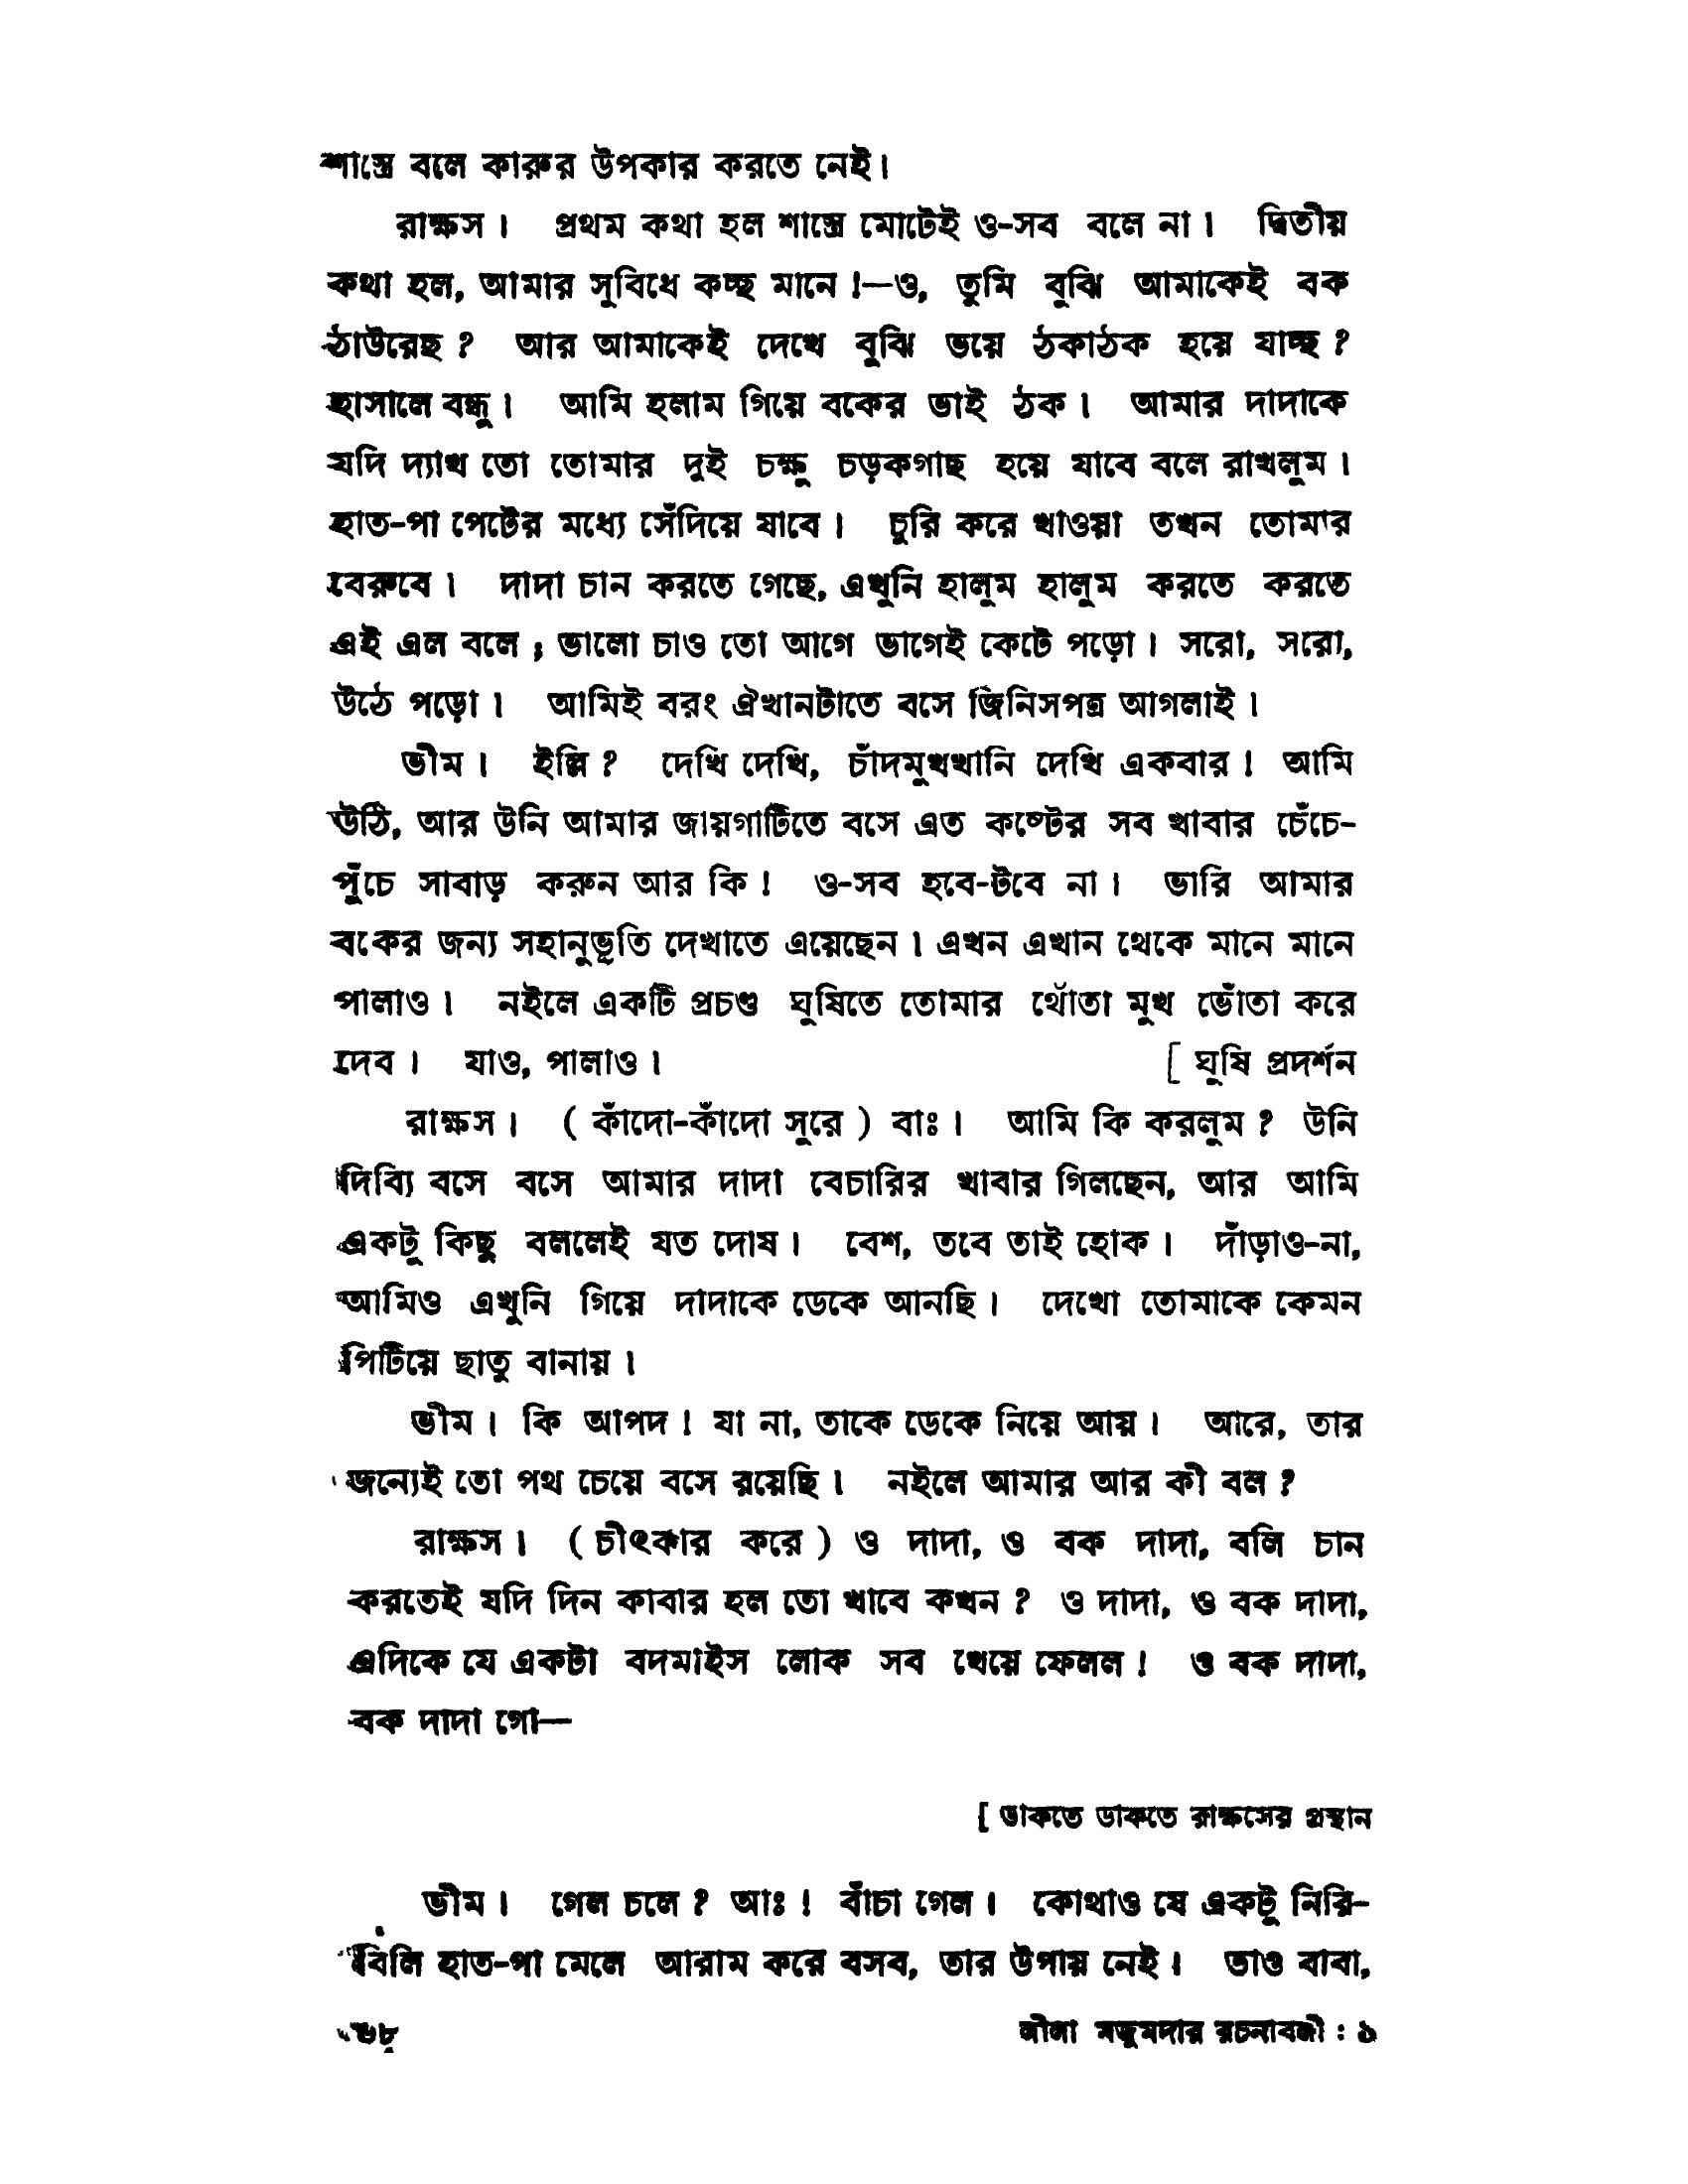 শাস্ত্রে বলে কারুর উপকার করতে নেই।
রাক্ষস। প্রথম কথা হল শাস্ত্রে মোটেই ও-সব বলে না। দ্বিতীয়
কথা হল, আমার সুবিধে কচ্ছ মানে!—ও, তুমি বুঝি আমাকেই বক
ঠাউরেছ? আর আমাকেই দেখে বুঝি ভয়ে ঠকাঠক হয়ে যাচ্ছ?
হাসালে বন্ধু। আমি হলাম গিয়ে বকের ভাই ঠক। আমার দাদাকে
যদি দ্যাখ তো তোমার দুই চক্ষু চড়কগাছ হয়ে যাবে বলে রাখলুম।
হাত-পা পেটের মধ্যে সেঁদিয়ে যাবে। চুরি করে খাওয়া তখন তোমার
বেরুবে। দাদা চান করতে গেছে, এখুনি হালুম হালুম করতে করতে
এই এল বলে; ভালো চাও তো আগে ভাগেই কেটে পড়ো। সরো, সরো,
উঠে পড়ো। আমিই বরং ঐখানটাতে বসে জিনিসপত্র আগলাই।
ভীম। ইল্লি? দেখি দেখি, চাঁদমুখখানি দেখি একবার! আমি
উঠি, আর উনি আমার জায়গাটিতে বসে এত কষ্টের সব খাবার চেঁচে-
পুঁচে সাবাড় করুন আর কি! ও-সব হবে-টবে না। ভারি আমার
বকের জন্য সহানুভূতি দেখাতে এয়েছেন। এখন এখান থেকে মানে মানে
পালাও। নইলে একটি প্রচণ্ড ঘুষিতে তোমার থোঁতা মুখ ভোঁতা করে
দেব। যাও, পালাও। [ ঘুষি প্রদর্শন
রাক্ষস। ( কাঁদো-কাঁদো সুরে ) বাঃ। আমি কি করলুম? উনি
দিব্যি বসে বসে আমার দাদা বেচারির খাবার গিলছেন, আর আমি
একটু কিছু বললেই যত দোষ। বেশ, তবে তাই হোক। দাঁড়াও-না,
আমিও এখুনি গিয়ে দাদাকে ডেকে আনছি। দেখো তোমাকে কেমন
পিটিয়ে ছাতু বানায়।
ভীম। কি আপদ! যা না, তাকে ডেকে নিয়ে আয়। আরে, তার
জন্যেই তো পথ চেয়ে বসে রয়েছি। নইলে আমার আর কী বল?
রাক্ষস। ( চীৎকার করে ) ও দাদা, ও বক দাদা, বলি চান
করতেই যদি দিন কাবার হল তো খাবে কখন? ও দাদা, ও বক দাদা,
এদিকে যে একটা বদমাইস লোক সব খেয়ে ফেলল! ও বক দাদা,
বক দাদা গো—
[ ডাকতে ডাকতে রাক্ষসের প্রস্থান
ভীম। গেল চলে? আঃ! বাঁচা গেল। কোথাও যে একটু নিরি-
বিলি হাত-পা মেলে আরাম করে বসব, তার উপায় নেই। তাও বাবা,
লীলা মজুমদার রচনাবলী : ১